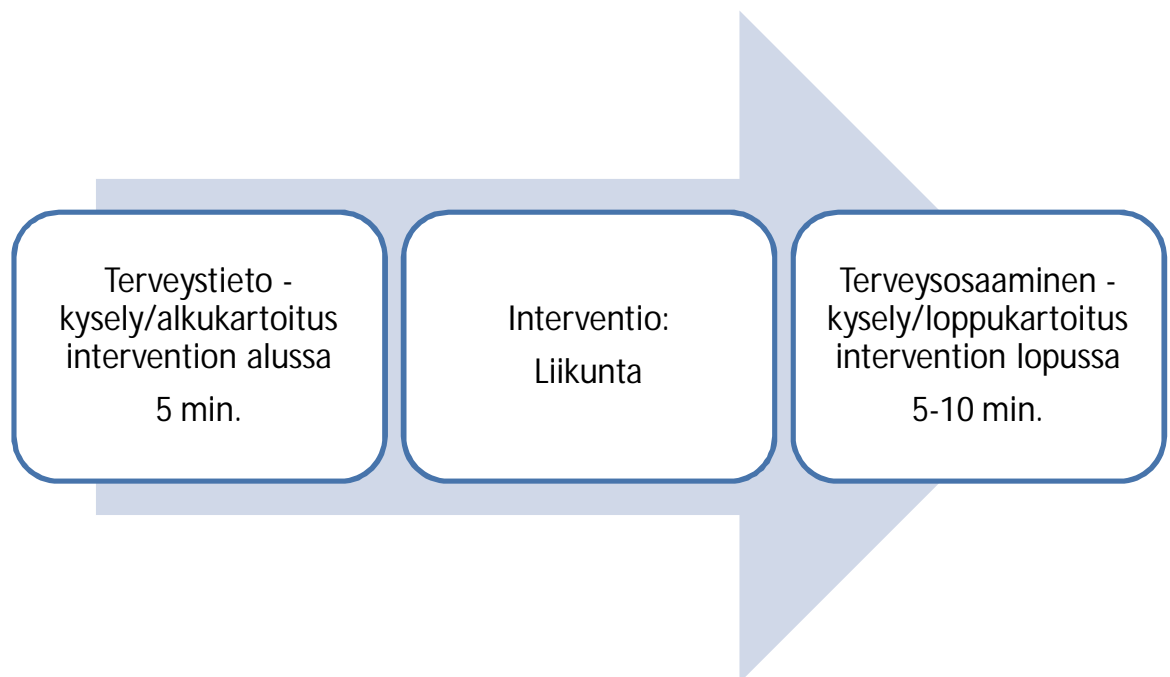 Terveystieto -
kysely/alkukartoitus
intervention alussa
5 min.
Interventio:
Liikunta
Terveysosaaminen -
kysely/loppukartoitus
intervention lopussa
5-10 min.